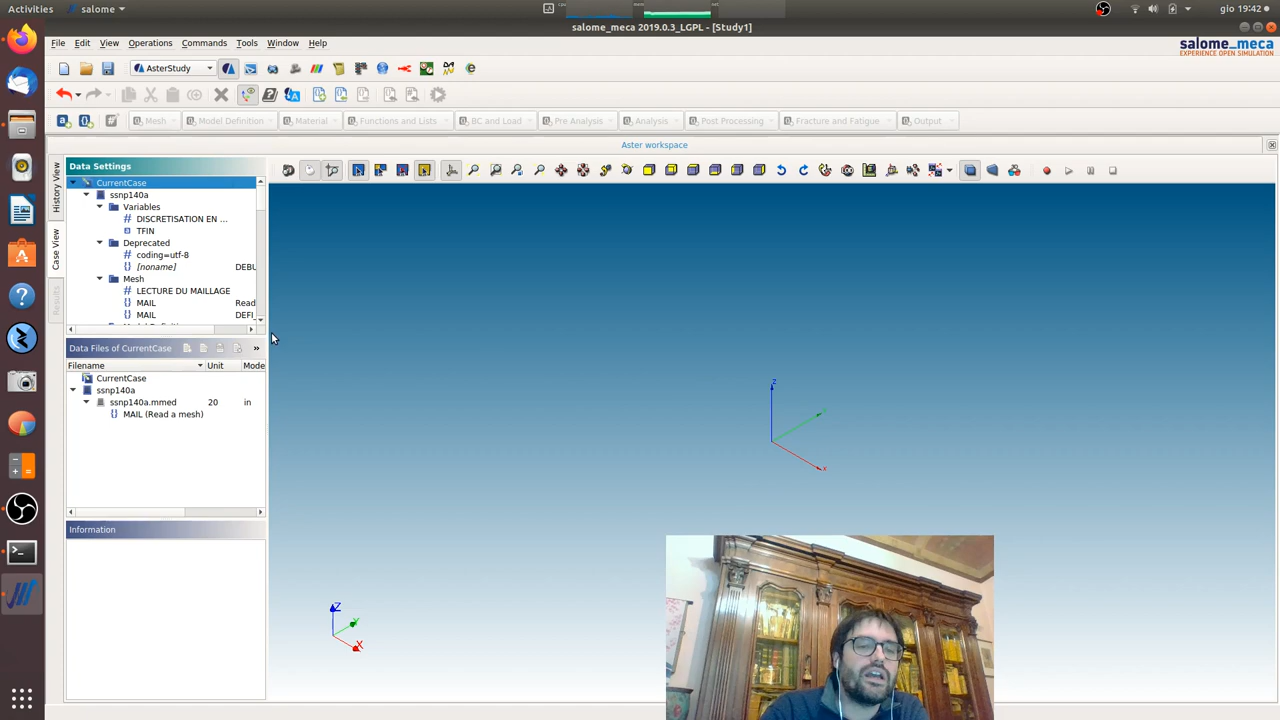 Activities
salome
gio 19:42
salome_meca 2019.0.3_LGPL - [Study1]
File Edit View Operations Commands Tools Window Help
salome_meca
EXPERIENCE OPEN SIMULATION
AsterStudy
Mesh Model Definition Material Functions and Lists BC and Load Pre Analysis Analysis Post Processing Fracture and Fatigue Output
Aster workspace
History View
Case View
Results
Data Settings
CurrentCase
ssnp140a
Variables
DISCRETISATION EN ...
TFIN
Deprecated
coding=utf-8
[noname] DEBU
Mesh
LECTURE DU MAILLAGE
MAIL Read
MAIL DEFI_
Data Files of CurrentCase »
Filename Unit Mode
CurrentCase
ssnp140a
ssnp140a.mmed 20 in
MAIL (Read a mesh)
Information
Z
X
Z
Y
X